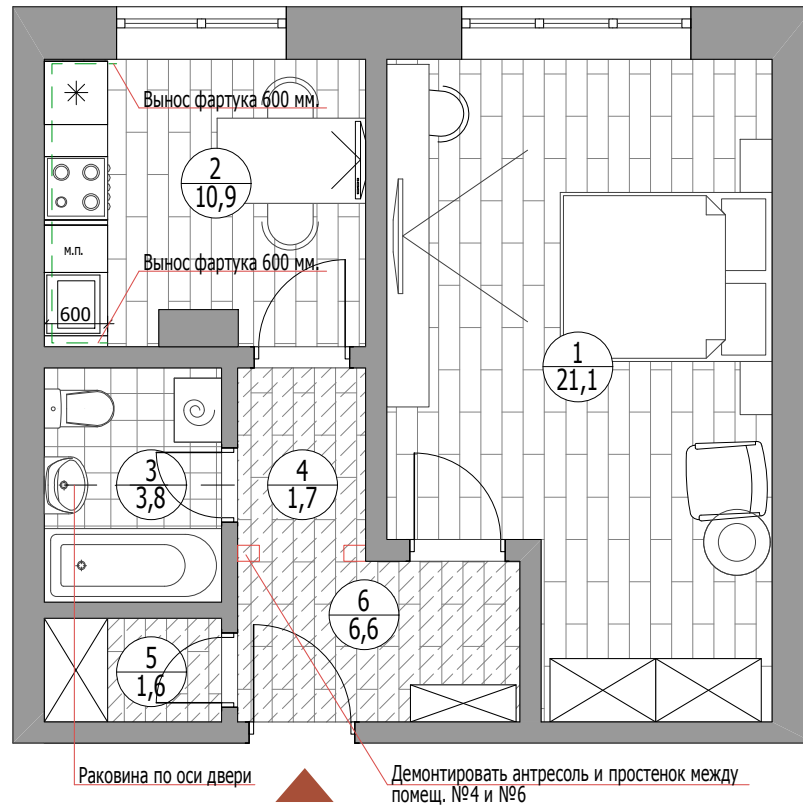 Вынос фартука 600 мм.
2
10,9
м.п.
Вынос фартука 600 мм.
600
1
21,1
3
3,8
4
1,7
6
6,6
5
1,6
Раковина по оси двери
Демонтировать антресоль и простенок между
помещ. №4 и №6